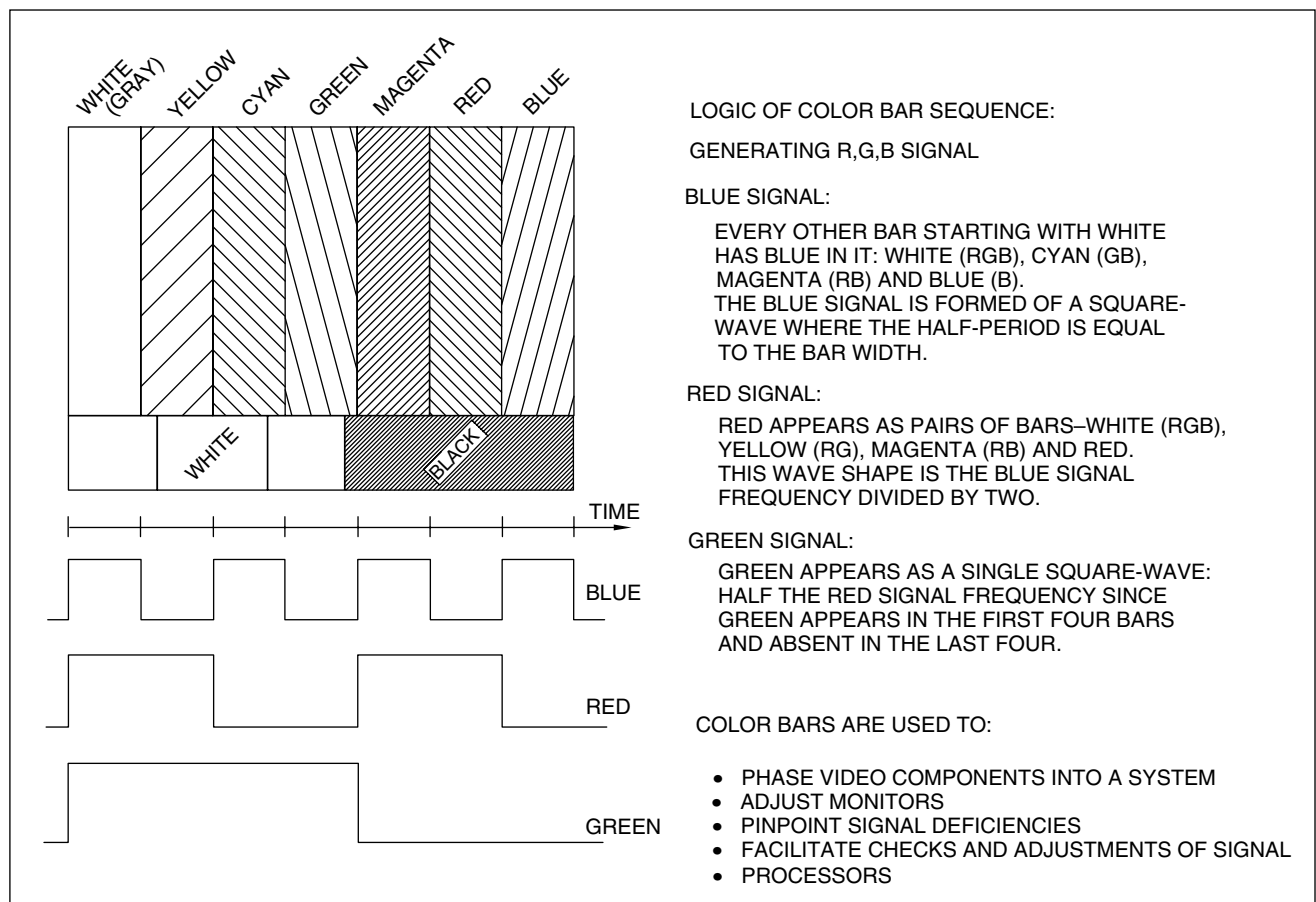 WHITE
(GRAY)
YELLOW
CYAN
GREEN
MAGENTA
RED
BLUE
WHITE
BLACK
TIME
BLUE
RED
GREEN
LOGIC OF COLOR BAR SEQUENCE:
GENERATING R,G,B SIGNAL
BLUE SIGNAL:
EVERY OTHER BAR STARTING WITH WHITE
HAS BLUE IN IT: WHITE (RGB), CYAN (GB),
MAGENTA (RB) AND BLUE (B).
THE BLUE SIGNAL IS FORMED OF A SQUARE-
WAVE WHERE THE HALF-PERIOD IS EQUAL
TO THE BAR WIDTH.
RED SIGNAL:
RED APPEARS AS PAIRS OF BARS–WHITE (RGB),
YELLOW (RG), MAGENTA (RB) AND RED.
THIS WAVE SHAPE IS THE BLUE SIGNAL
FREQUENCY DIVIDED BY TWO.
GREEN SIGNAL:
GREEN APPEARS AS A SINGLE SQUARE-WAVE:
HALF THE RED SIGNAL FREQUENCY SINCE
GREEN APPEARS IN THE FIRST FOUR BARS
AND ABSENT IN THE LAST FOUR.
COLOR BARS ARE USED TO:
• PHASE VIDEO COMPONENTS INTO A SYSTEM
• ADJUST MONITORS
• PINPOINT SIGNAL DEFICIENCIES
• FACILITATE CHECKS AND ADJUSTMENTS OF SIGNAL
• PROCESSORS